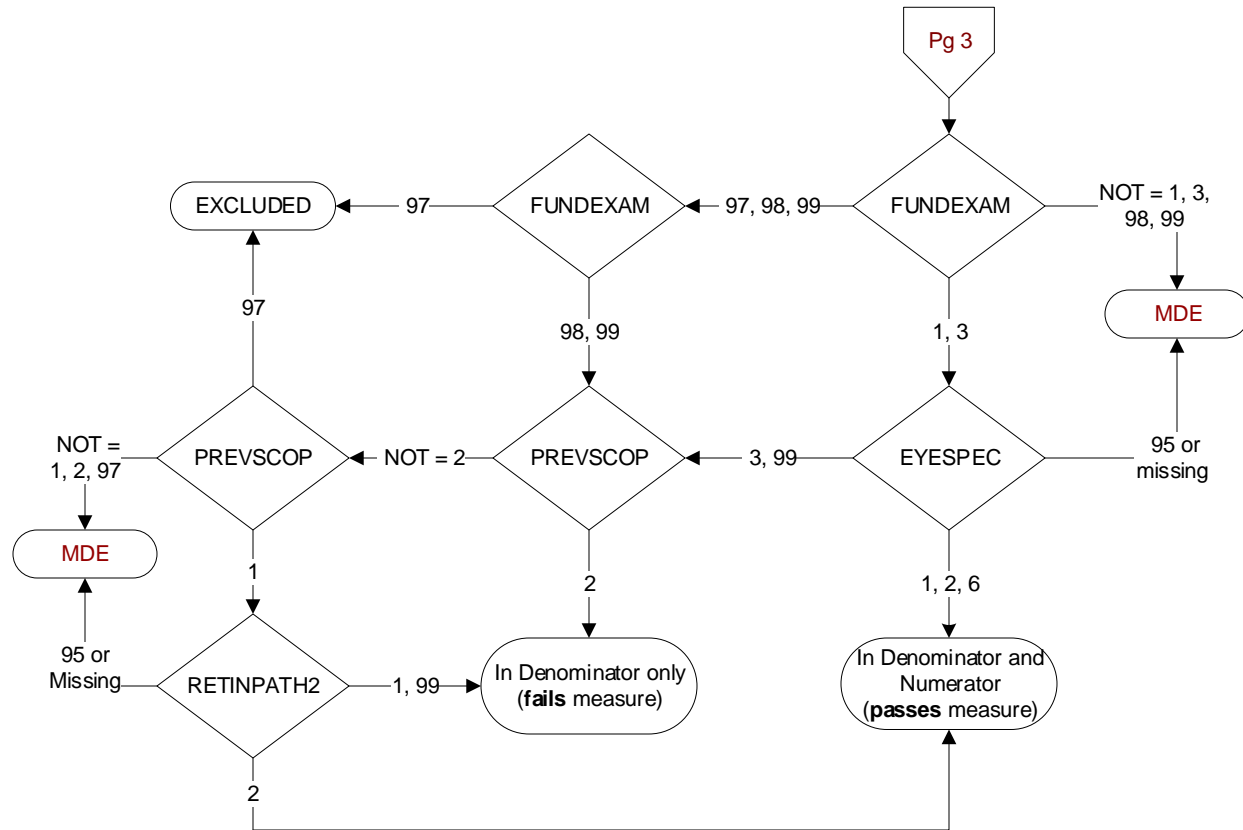 Pg 3
EXCLUDED
97
FUNDEXAM
97, 98, 99
FUNDEXAM
NOT = 1, 3,
98, 99
MDE
97
98, 99
1, 3
NOT =
1, 2, 97
PREVSCOP
NOT = 2
PREVSCOP
3, 99
EYESPEC
95 or
missing
MDE
1
2
1, 2, 6
95 or
Missing
RETINPATH2
1, 99
In Denominator only
(fails measure)
In Denominator and
Numerator
(passes measure)
2